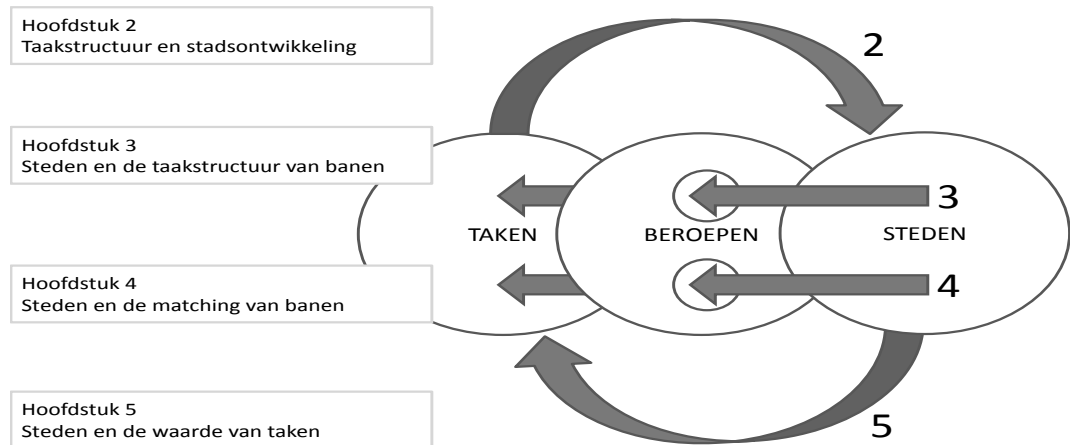 Hoofdstuk 2
Taakstructuur en stadsontwikkeling
2
Hoofdstuk 3
Steden en de taakstructuur van banen
3
TAKEN
BEROEPEN
STEDEN
Hoofdstuk 4
Steden en de matching van banen
4
Hoofdstuk 5
Steden en de waarde van taken
5